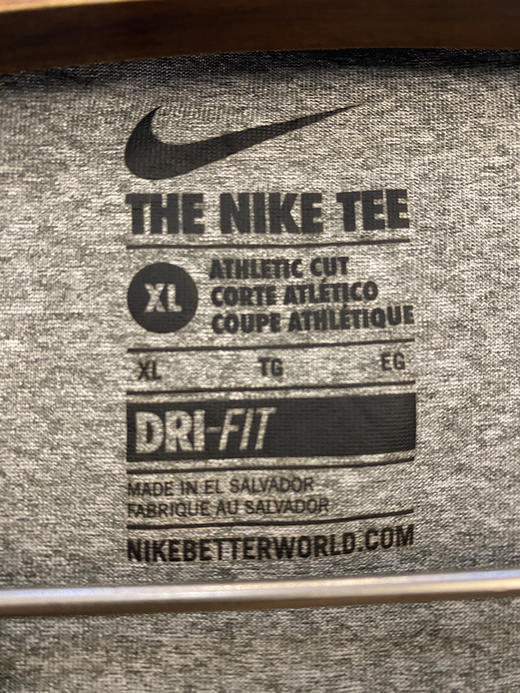 THE NIKE TEE
XL
ATHLETIC CUT
CORTE ATLÉTICO
COUPE ATHLÉTIQUE
XL TG EG
DRI-FIT
MADE IN EL SALVADOR
FABRIQUE AU SALVADOR
NIKEBETTERWORLD.COM